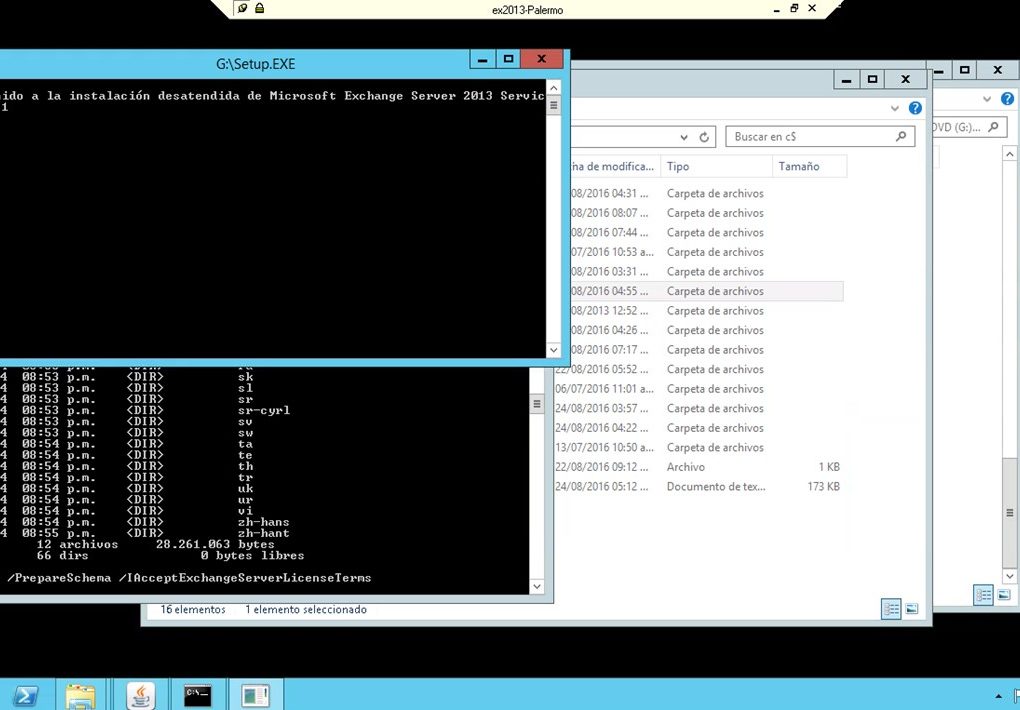 ex2013-Palermo
G:\Setup.EXE
ido a la instalación desatendida de Microsoft Exchange Server 2013 Servic
1
DVD (G:)...
Buscar en c$
ha de modifica... Tipo Tamaño
08/2016 04:31 ... Carpeta de archivos
08/2016 08:07 ... Carpeta de archivos
08/2016 07:44 ... Carpeta de archivos
07/2016 10:53 a... Carpeta de archivos
08/2016 03:31 ... Carpeta de archivos
08/2016 04:55 ... Carpeta de archivos
08/2013 12:52 ... Carpeta de archivos
08/2016 04:26 ... Carpeta de archivos
08/2016 07:17 ... Carpeta de archivos
22/08/2016 05:52 ... Carpeta de archivos
06/07/2016 11:01 a... Carpeta de archivos
24/08/2016 03:57 ... Carpeta de archivos
24/08/2016 04:22 ... Carpeta de archivos
13/07/2016 10:50 a... Carpeta de archivos
22/08/2016 09:12 ... Archivo 1 KB
24/08/2016 05:12 ... Documento de tex... 173 KB
4 08:53 p.m. <DIR> sk
4 08:53 p.m. <DIR> sl
4 08:53 p.m. <DIR> sr
4 08:53 p.m. <DIR> sr-cyrl
4 08:53 p.m. <DIR> sv
4 08:53 p.m. <DIR> sw
4 08:54 p.m. <DIR> ta
4 08:54 p.m. <DIR> te
4 08:54 p.m. <DIR> th
4 08:54 p.m. <DIR> tr
4 08:54 p.m. <DIR> uk
4 08:54 p.m. <DIR> ur
4 08:54 p.m. <DIR> vi
4 08:54 p.m. <DIR> zh-hans
4 08:55 p.m. <DIR> zh-hant
12 archivos 28.261.063 bytes
66 dirs 0 bytes libres
/PrepareSchema /IAcceptExchangeServerLicenseTerms
16 elementos 1 elemento seleccionado